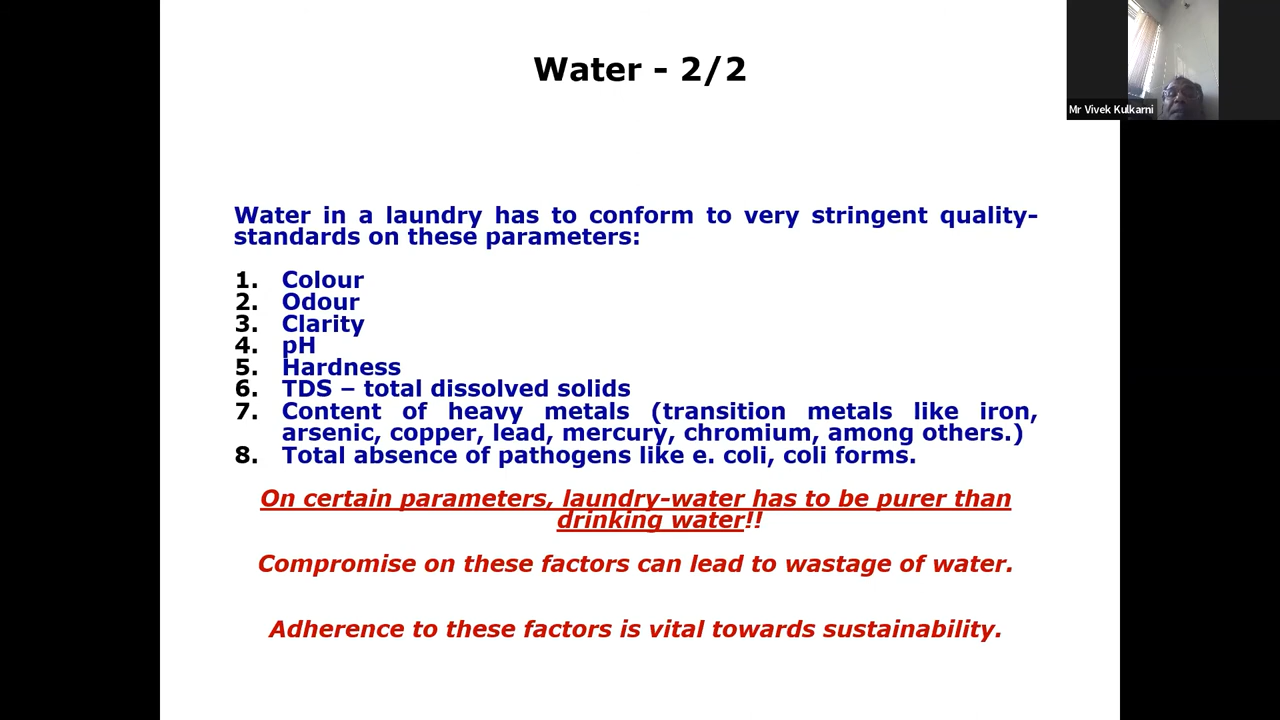 Water - 2/2
Mr Vivek Kulkarni
Water in a laundry has to conform to very stringent quality-
standards on these parameters:
1. Colour
2. Odour
3. Clarity
4. pH
5. Hardness
6. TDS – total dissolved solids
7. Content of heavy metals (transition metals like iron,
arsenic, copper, lead, mercury, chromium, among others.)
8. Total absence of pathogens like e. coli, coli forms.
On certain parameters, laundry-water has to be purer than
drinking water!!
Compromise on these factors can lead to wastage of water.
Adherence to these factors is vital towards sustainability.